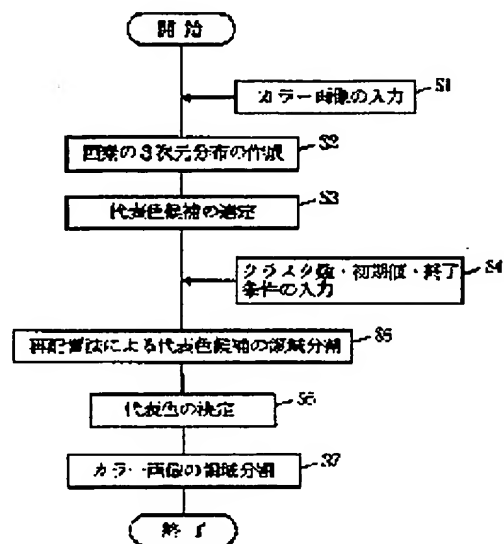 開始
カラー画像の入力
S1
画素の3次元分布の作成
S2
代表色候補の選定
S3
クラスタ数・初期値・終了
条件の入力
S4
再配置法による代表色候補の領域分割
S5
代表色の決定
S6
カラー画像の領域分割
S7
終了